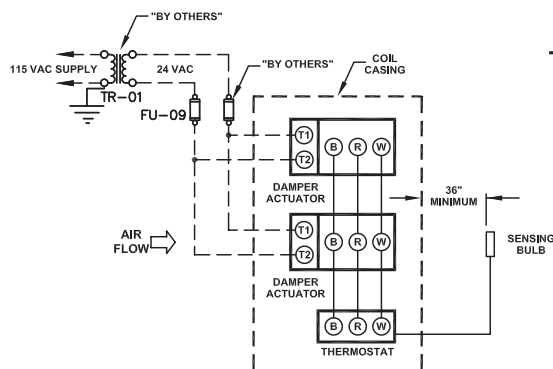 "BY OTHERS"
115 VAC SUPPLY
24 VAC
TR-01
FU-09
"BY OTHERS"
COIL
CASING
T1
T2
B R W
DAMPER
ACTUATOR
36"
MINIMUM
AIR
FLOW
T1
T2
B R W
SENSING
BULB
DAMPER
ACTUATOR
B R W
THERMOSTAT